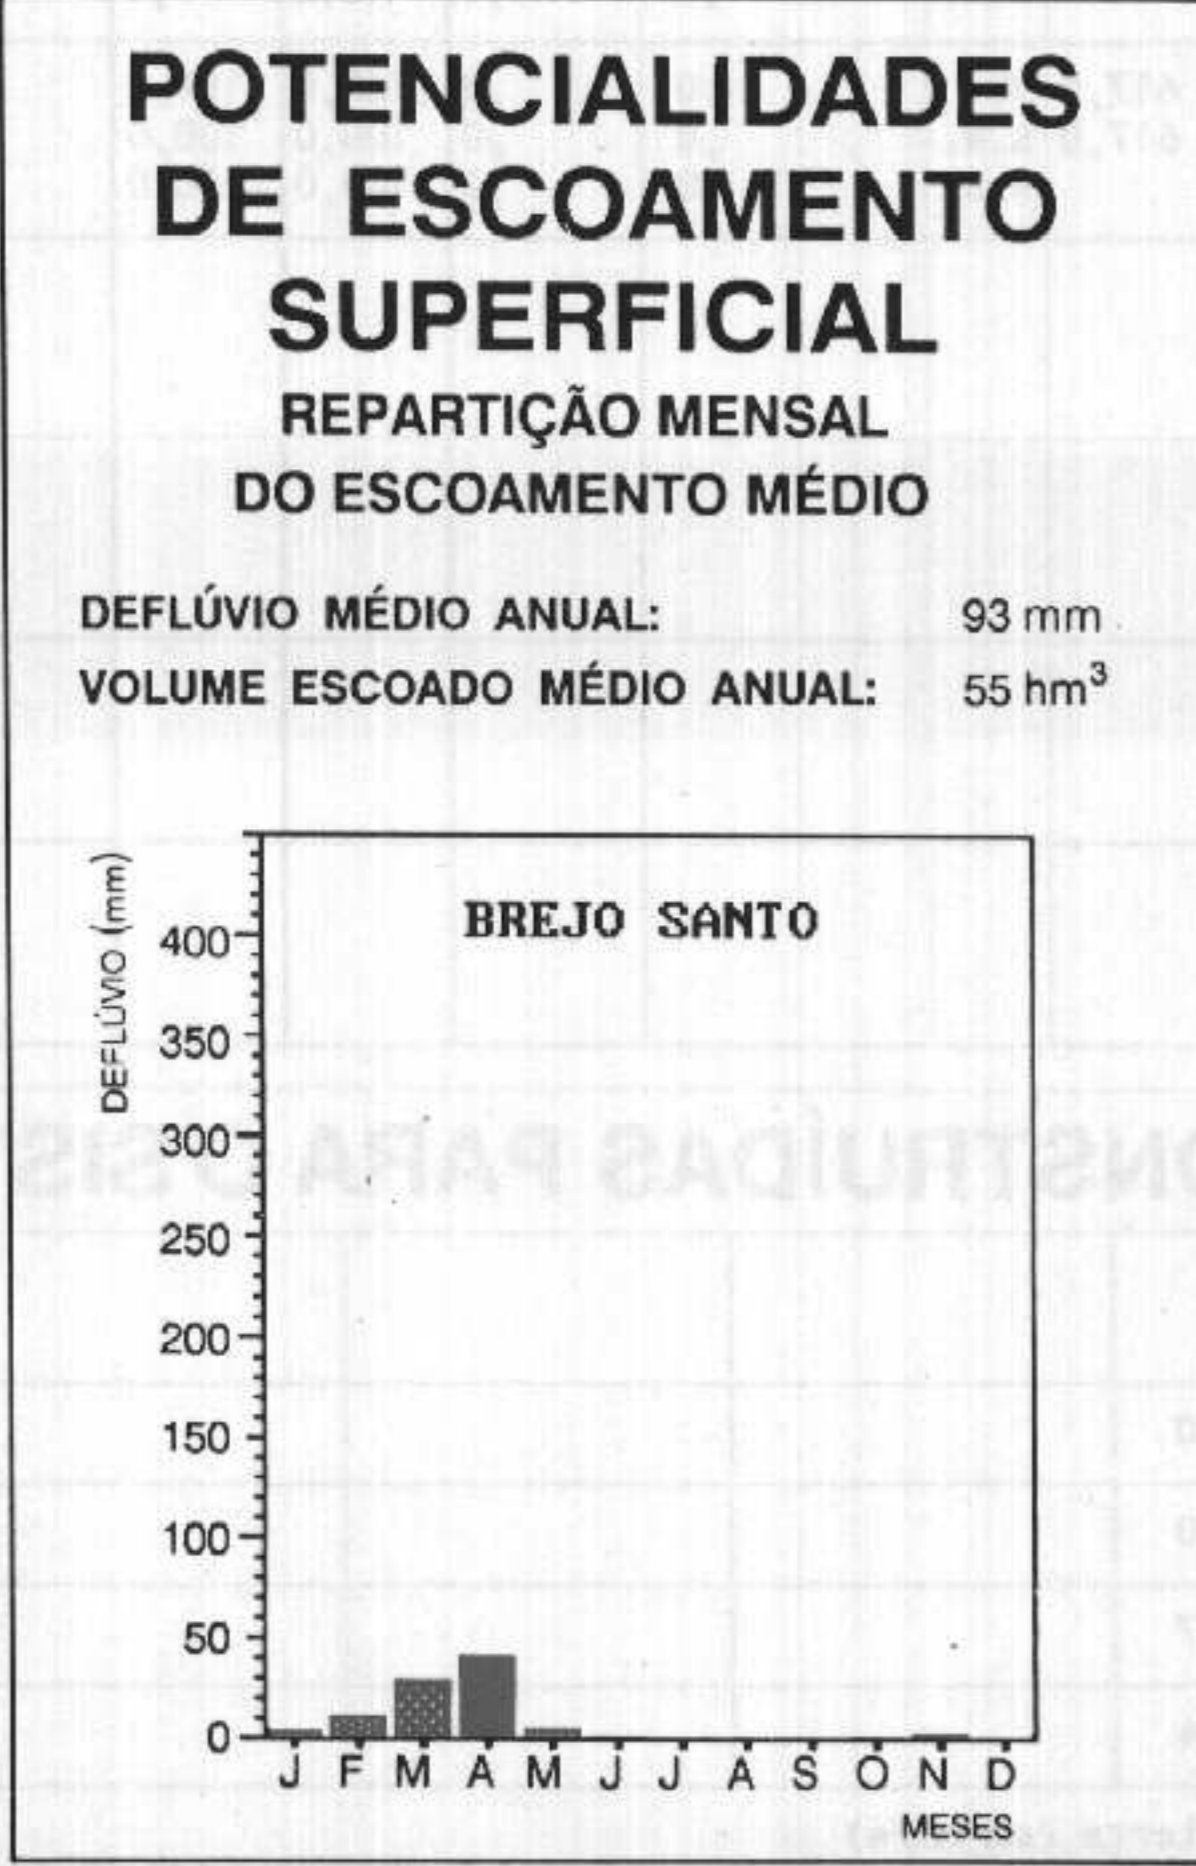 POTENCIALIDADES
DE ESCOAMENTO
SUPERFICIAL
REPARTIÇÃO MENSAL
DO ESCOAMENTO MÉDIO
DEFLÚVIO MÉDIO ANUAL: 93 mm
VOLUME ESCOADO MÉDIO ANUAL: 55 hm³
DEFLÚVIO (mm)
BREJO SANTO
400
350
300
250
200
150
100
50
0
J F M A M J J A S O N D
MESES